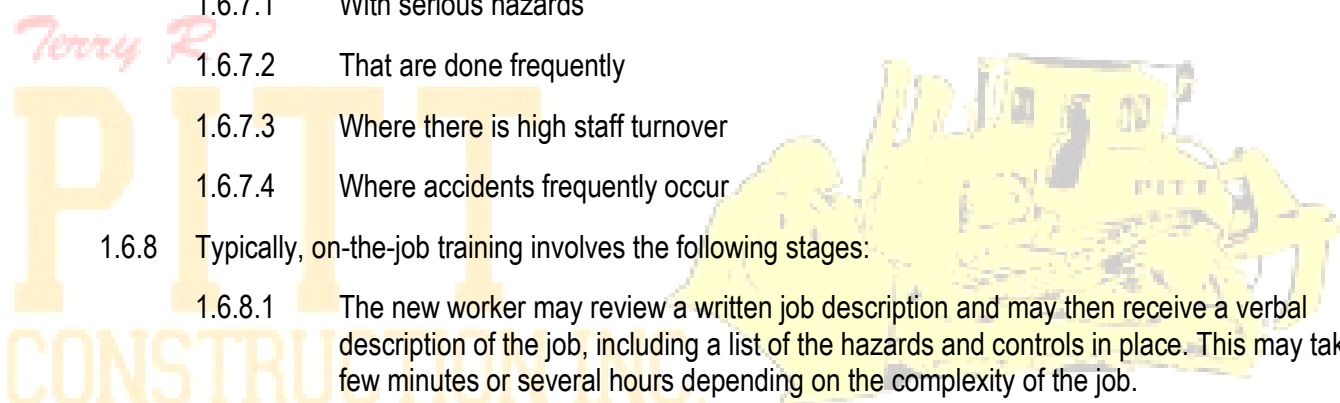 1.6.7.1 With serious hazards
Terry R.
1.6.7.2 That are done frequently
PITT
1.6.7.3 Where there is high staff turnover
1.6.7.4 Where accidents frequently occur
PITT
1.6.8 Typically, on-the-job training involves the following stages:
1.6.8.1 The new worker may review a written job description and may then receive a verbal
description of the job, including a list of the hazards and controls in place. This may tak
few minutes or several hours depending on the complexity of the job.
CONSTRUCTION INC.